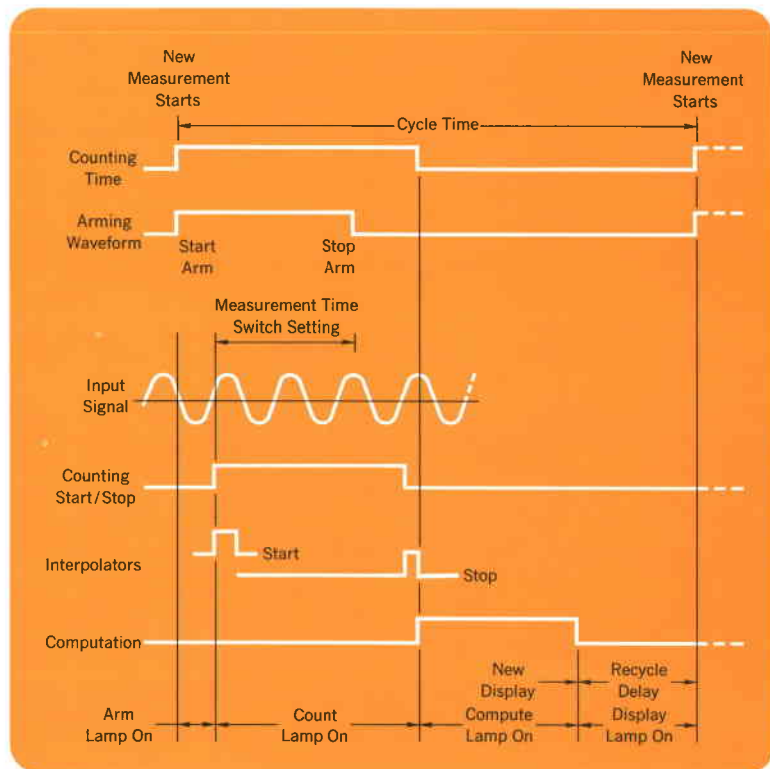 New
Measurement
Starts
New
Measurement
Starts
Cycle Time
Counting
Time
Arming
Waveform
Start
Arm
Stop
Arm
Measurement Time
Switch Setting
Input
Signal
Counting
Start/Stop
Interpolators
Start
Stop
Computation
New
Display
Recycle
Delay
Arm
Lamp On
Count
Lamp On
Compute
Lamp On
Display
Lamp On